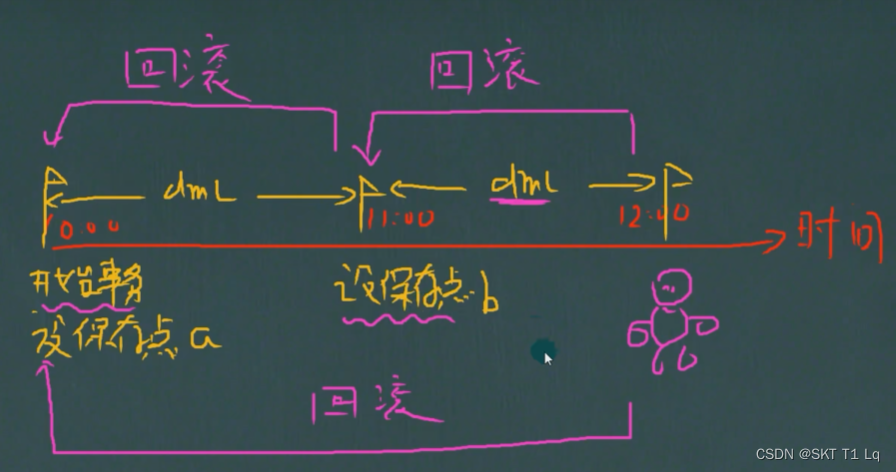 回滚 回滚
dml dml
10:00 11:00 12:00 时间
开始事务 设保存点 b
设保存点 a
回滚
CSDN @SKT T1 Lq